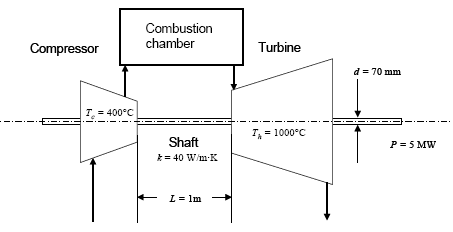 Combustion
chamber
Compressor
Turbine
d = 70 mm
T_c = 400°C
T_h = 1000°C
Shaft
k = 40 W/m·K
P = 5 MW
L = 1m